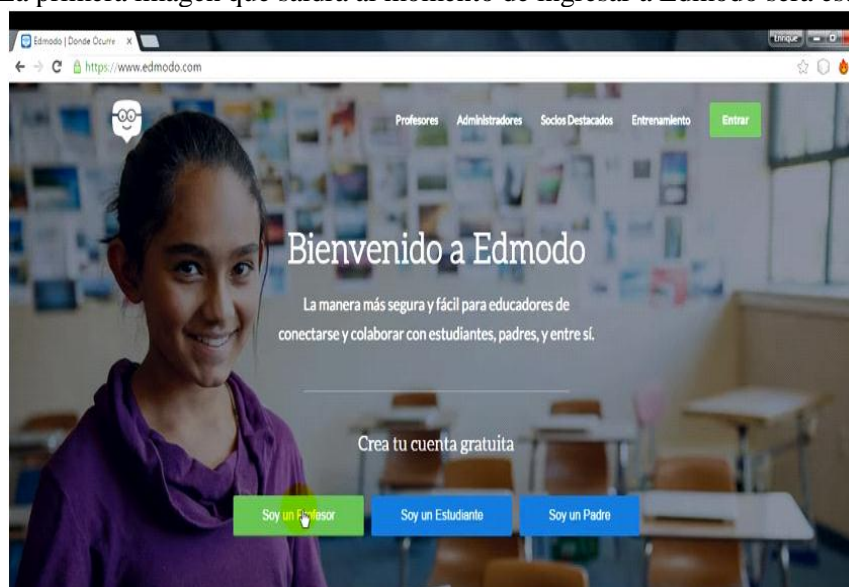 La primera imagen que saldrá al momento de ingresar a Edmodo será es
Edmodo | Donde Ocurre
Enrique
https://www.edmodo.com
Profesores Administradores Socios Destacados Entrenamiento Entrar
Bienvenido a Edmodo
La manera más segura y fácil para educadores de
conectarse y colaborar con estudiantes, padres, y entre sí.
Crea tu cuenta gratuita
Soy un Profesor Soy un Estudiante Soy un Padre